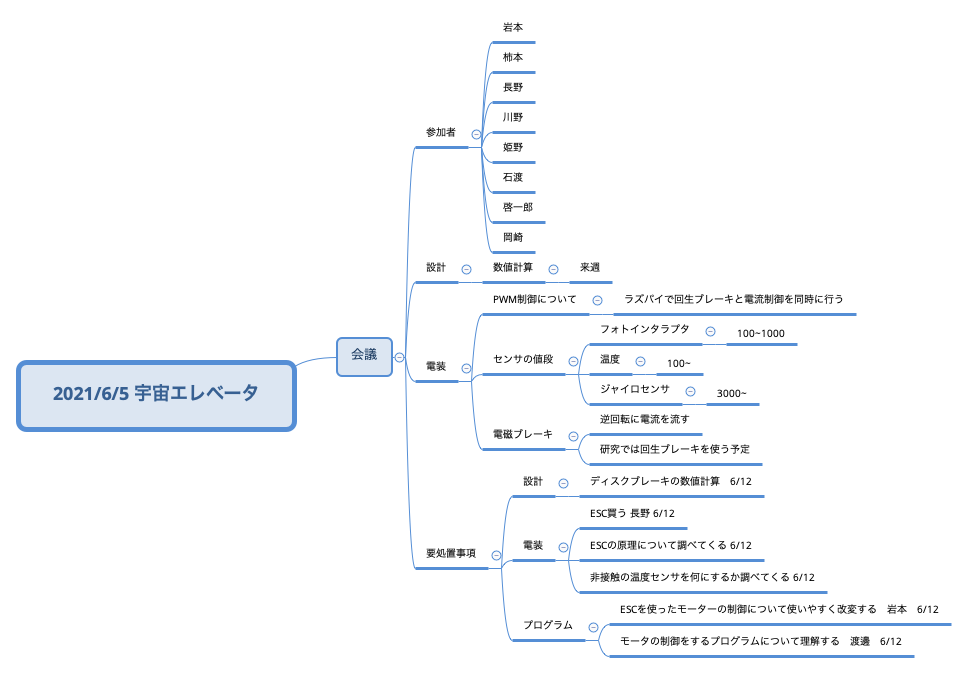 2021/6/5 宇宙エレベータ
会議
参加者
岩本
柿本
長野
川野
姫野
石渡
啓一郎
岡崎
設計
数値計算
来週
電装
PWM制御について
ラズパイで回生ブレーキと電流制御を同時に行う
センサの値段
フォトインタラプタ
100~1000
温度
100~
ジャイロセンサ
3000~
電磁ブレーキ
逆回転に電流を流す
研究では回生ブレーキを使う予定
要処置事項
設計
ディスクブレーキの数値計算　6/12
電装
ESC買う 長野 6/12
ESCの原理について調べてくる 6/12
非接触の温度センサを何にするか調べてくる 6/12
プログラム
ESCを使ったモーターの制御について使いやすく改変する　岩本　6/12
モータの制御をするプログラムについて理解する　渡邊　6/12